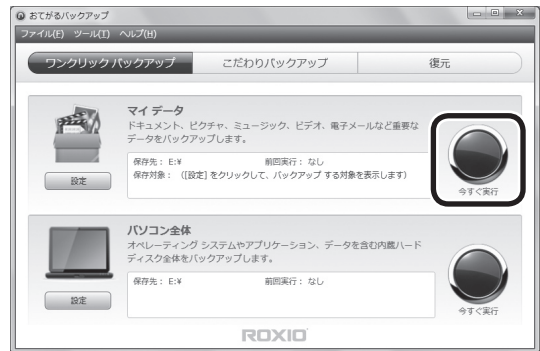 おてがるバックアップ
ファイル(F) ツール(T) ヘルプ(H)
ワンクリック バックアップ こだわりバックアップ 復元
マイ データ
ドキュメント、ピクチャ、ミュージック、ビデオ、電子メールなど重要な
データをバックアップします。
保存先： E:¥ 前回実行： なし
保存対象： （[設定] をクリックして、バックアップ する対象を表示します）
設定
今すぐ実行
パソコン全体
オペレーティング システムやアプリケーション、データを含む内蔵ハード
ディスク全体をバックアップします。
保存先： E:¥ 前回実行： なし
設定
今すぐ実行
ROXIO